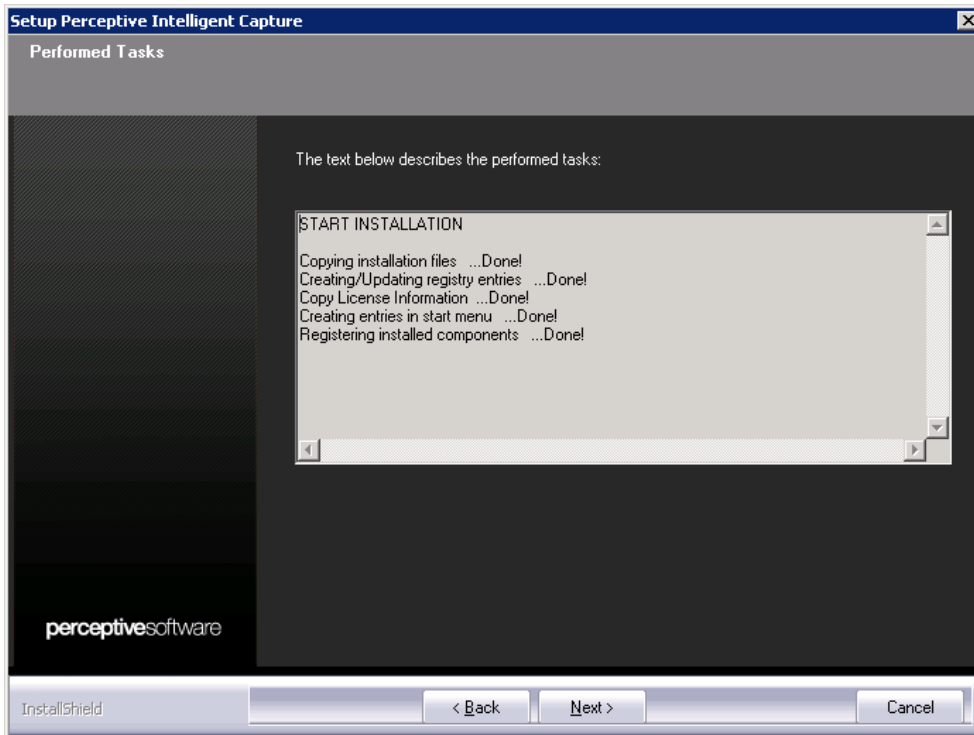 Setup Perceptive Intelligent Capture
Performed Tasks
The text below describes the performed tasks:
START INSTALLATION
Copying installation files ...Done!
Creating/Updating registry entries ...Done!
Copy License Information ...Done!
Creating entries in start menu ...Done!
Registering installed components ...Done!
perceptivesoftware
InstallShield
< Back
Next >
Cancel